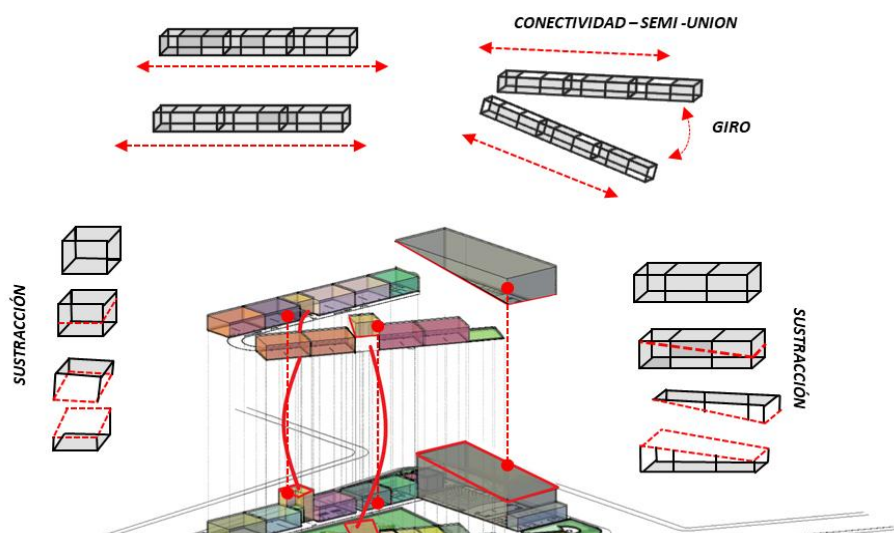 CONECTIVIDAD – SEMI -UNION
GIRO
SUSTRACCIÓN
SUSTRACCIÓN